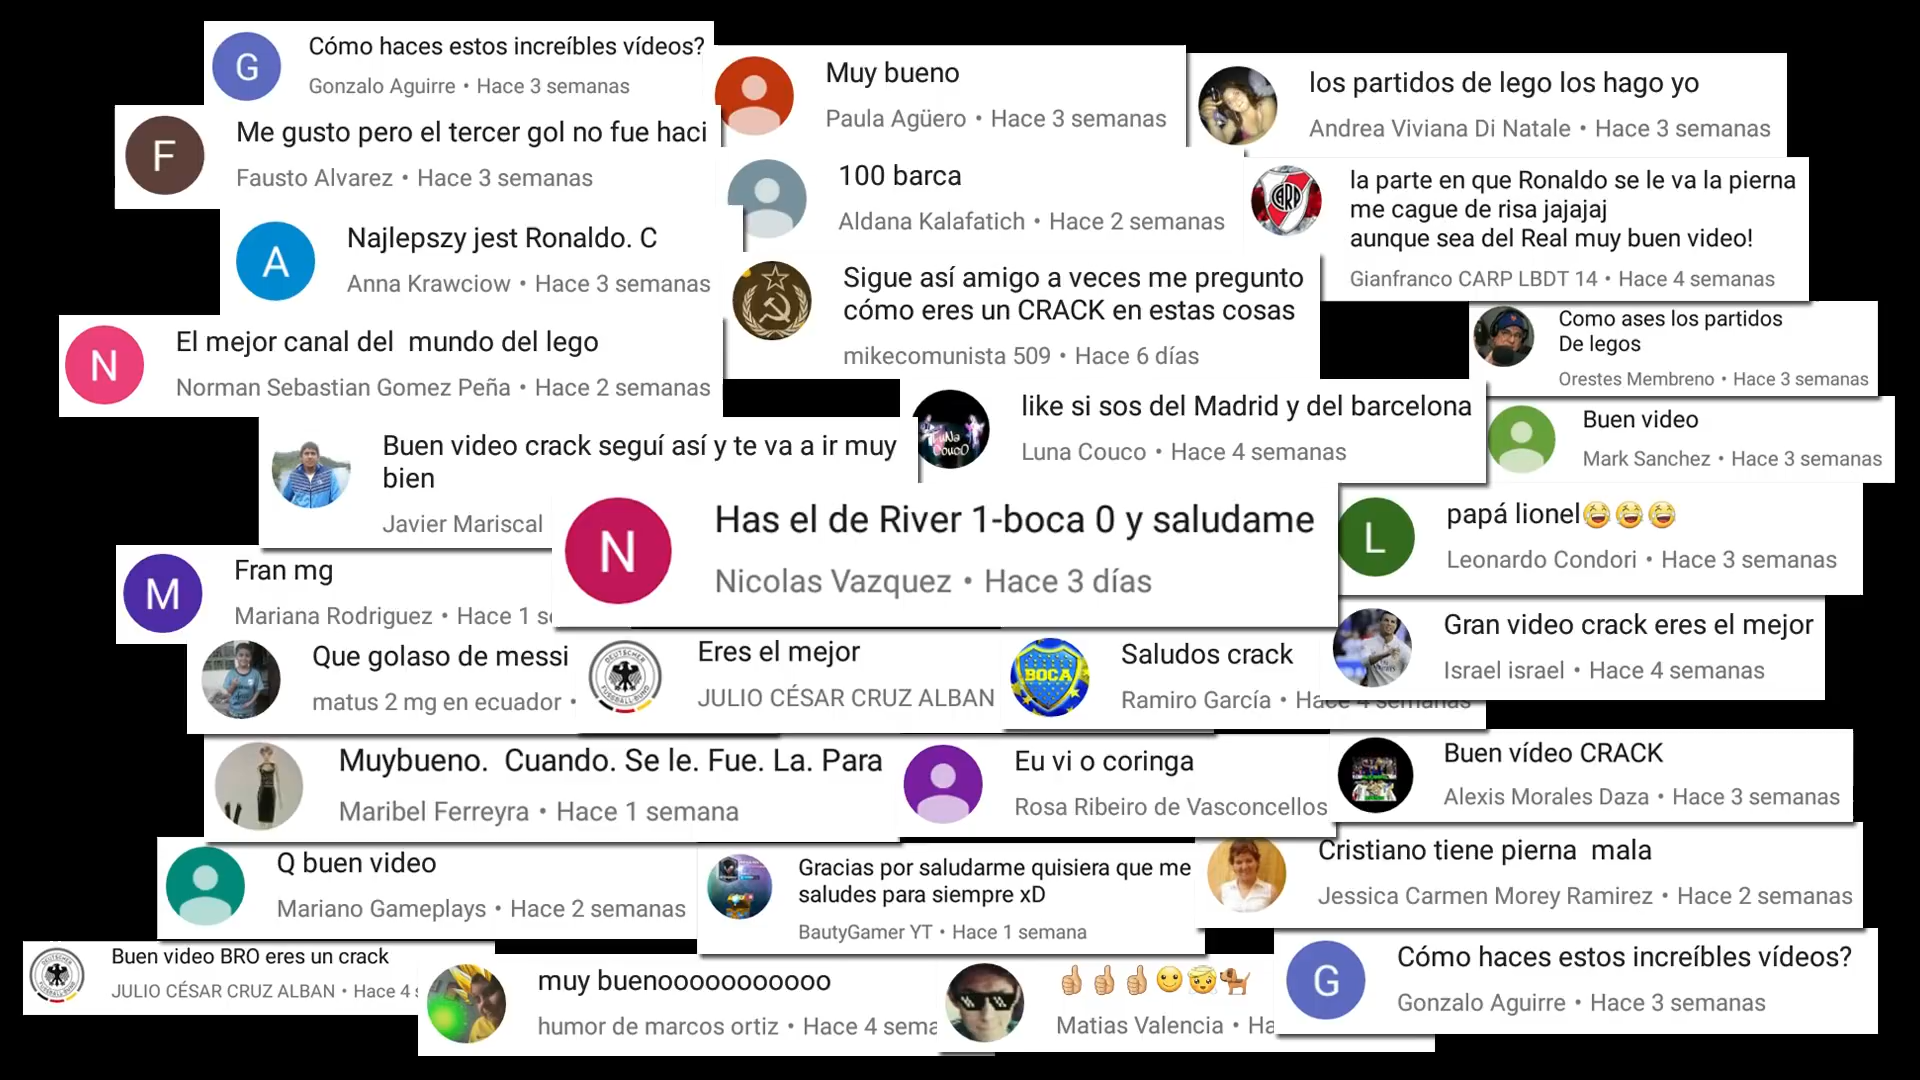 G
Cómo haces estos increíbles vídeos?
Gonzalo Aguirre • Hace 3 semanas
Muy bueno
Paula Agüero • Hace 3 semanas
los partidos de lego los hago yo
Andrea Viviana Di Natale • Hace 3 semanas
F
Me gusto pero el tercer gol no fue haci
Fausto Alvarez • Hace 3 semanas
100 barca
Aldana Kalafatich • Hace 2 semanas
CARP
la parte en que Ronaldo se le va la pierna
me cague de risa jajajaj
aunque sea del Real muy buen video!
Gianfranco CARP LBDT 14 • Hace 4 semanas
A
Najlepszy jest Ronaldo. C
Anna Krawciow • Hace 3 semanas
Sigue así amigo a veces me pregunto
cómo eres un CRACK en estas cosas
mikecomunista 509 • Hace 6 días
Como ases los partidos
De legos
Orestes Membreno • Hace 3 semanas
N
El mejor canal del  mundo del lego
Norman Sebastian Gomez Peña • Hace 2 semanas
LuNa
CoucO
like si sos del Madrid y del barcelona
Luna Couco • Hace 4 semanas
Buen video
Mark Sanchez • Hace 3 semanas
Buen video crack seguí así y te va a ir muy
bien
Javier Mariscal
N
Has el de River 1-boca 0 y saludame
Nicolas Vazquez • Hace 3 días
L
papá lionel😂😂😂
Leonardo Condori • Hace 3 semanas
M
Fran mg
Mariana Rodriguez • Hace 1 se
Que golaso de messi
matus 2 mg en ecuador •
DEUTSCHER
FUSSBALL-BUND
Eres el mejor
JULIO CÉSAR CRUZ ALBAN
BOCA
Saludos crack
Ramiro García • Hace 4 semanas
Gran video crack eres el mejor
Israel israel • Hace 4 semanas
Muybueno.  Cuando. Se le. Fue. La. Para
Maribel Ferreyra • Hace 1 semana
Eu vi o coringa
Rosa Ribeiro de Vasconcellos
Buen vídeo CRACK
Alexis Morales Daza • Hace 3 semanas
Q buen video
Mariano Gameplays • Hace 2 semanas
Gracias por saludarme quisiera que me
saludes para siempre xD
BautyGamer YT • Hace 1 semana
Cristiano tiene pierna  mala
Jessica Carmen Morey Ramirez • Hace 2 semanas
DEUTSCHER
FUSSBALL-BUND
Buen video BRO eres un crack
JULIO CÉSAR CRUZ ALBAN • Hace 4 s
muy buenooooooooooo
humor de marcos ortiz • Hace 4 sema
👍👍👍🙂😇🐕
Matias Valencia • Ha
G
Cómo haces estos increíbles vídeos?
Gonzalo Aguirre • Hace 3 semanas